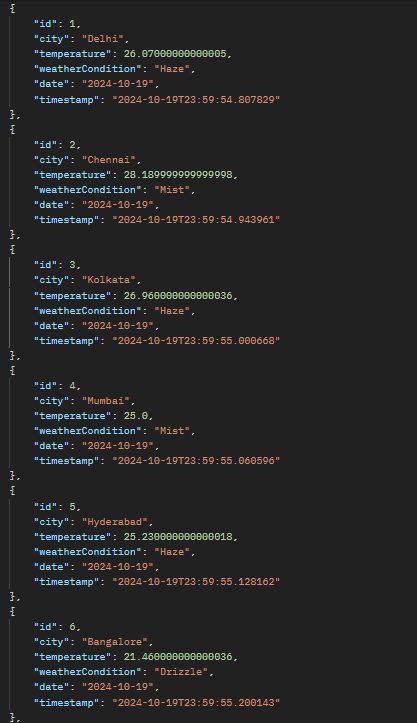 {
"id": 1,
"city": "Delhi",
"temperature": 26.07000000000005,
"weatherCondition": "Haze",
"date": "2024-10-19",
"timestamp": "2024-10-19T23:59:54.807829"
},
{
"id": 2,
"city": "Chennai",
"temperature": 28.189999999999998,
"weatherCondition": "Mist",
"date": "2024-10-19",
"timestamp": "2024-10-19T23:59:54.943961"
},
{
"id": 3,
"city": "Kolkata",
"temperature": 26.960000000000036,
"weatherCondition": "Haze",
"date": "2024-10-19",
"timestamp": "2024-10-19T23:59:55.000668"
},
{
"id": 4,
"city": "Mumbai",
"temperature": 25.0,
"weatherCondition": "Mist",
"date": "2024-10-19",
"timestamp": "2024-10-19T23:59:55.060596"
},
{
"id": 5,
"city": "Hyderabad",
"temperature": 25.230000000000018,
"weatherCondition": "Haze",
"date": "2024-10-19",
"timestamp": "2024-10-19T23:59:55.128162"
},
{
"id": 6,
"city": "Bangalore",
"temperature": 21.460000000000036,
"weatherCondition": "Drizzle",
"date": "2024-10-19",
"timestamp": "2024-10-19T23:59:55.200143"
},